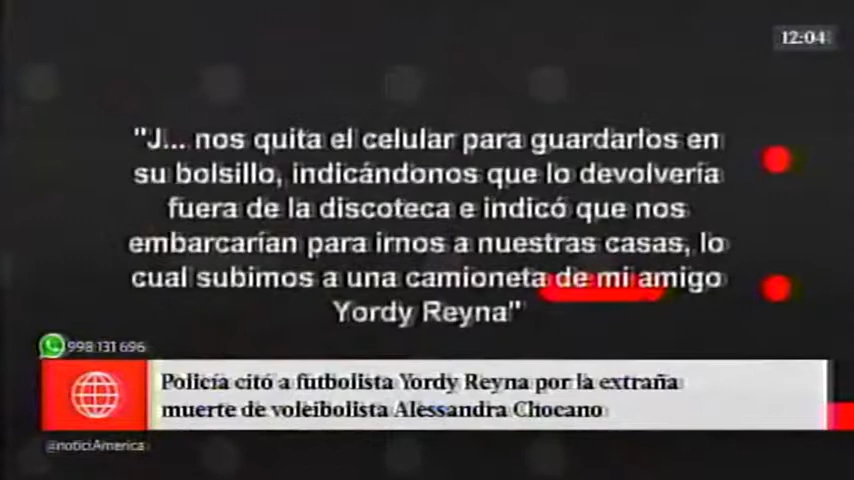 12:04
"J... nos quita el celular para guardarlos en
su bolsillo, indicándonos que lo devolvería
fuera de la discoteca e indicó que nos
embarcarían para irnos a nuestras casas, lo
cual subimos a una camioneta de mi amigo
Yordy Reyna"
998 131 696
Policía citó a futbolista Yordy Reyna por la extraña
muerte de voleibolista Alessandra Chocano
@noticiAmerica